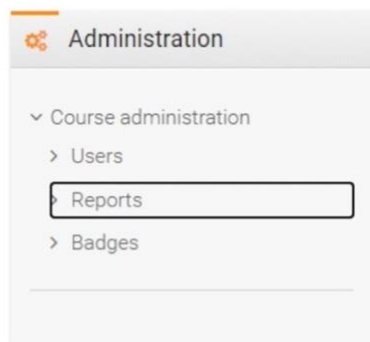 Administration
Course administration
Users
Reports
Badges